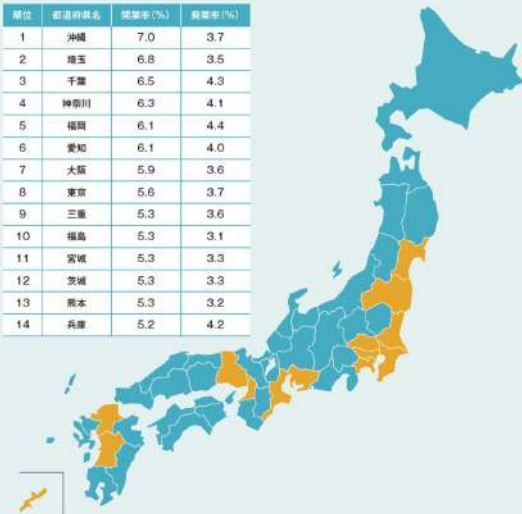 順位 都道府県名 開業率(%) 廃業率(%)
1 沖縄 7.0 3.7
2 埼玉 6.8 3.5
3 千葉 6.5 4.3
4 神奈川 6.3 4.1
5 福岡 6.1 4.4
6 愛知 6.1 4.0
7 大阪 5.9 3.6
8 東京 5.6 3.7
9 三重 5.3 3.6
10 福島 5.3 3.1
11 宮城 5.3 3.3
12 茨城 5.3 3.3
13 熊本 5.3 3.2
14 兵庫 5.2 4.2